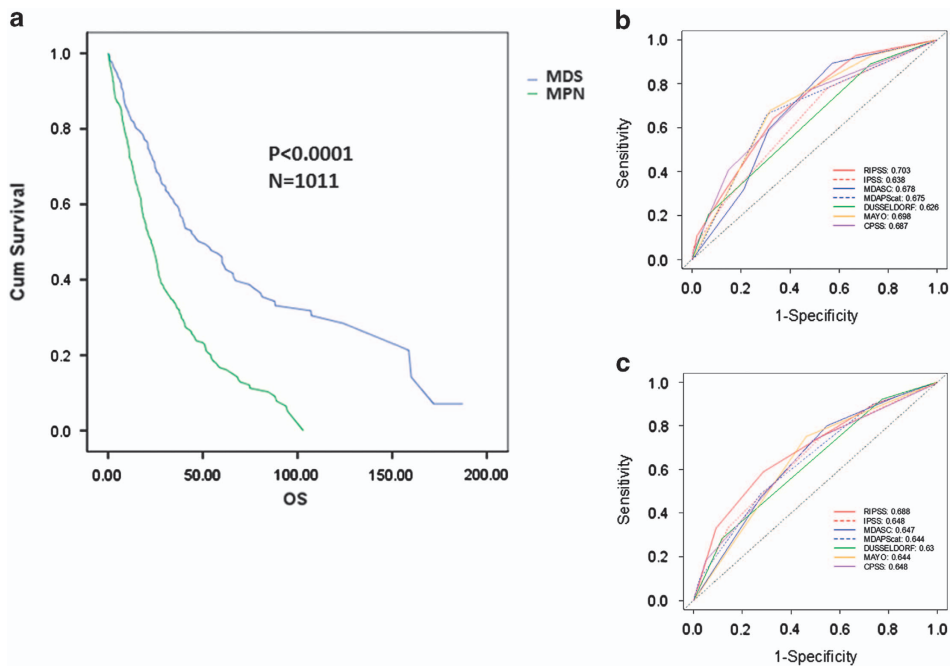 a
1.0
0.8
0.6
0.4
0.2
0.0
Cum Survival
MDS
MPN
P<0.0001
N=1011
0.00 50.00 100.00 150.00 200.00
OS
b
1.0
0.8
0.6
0.4
0.2
0.0
Sensitivity
RIPSS: 0.703
IPSS: 0.638
MDASC: 0.678
MDAPScat: 0.675
DUSSELDORF: 0.626
MAYO: 0.698
CPSS: 0.687
0.0 0.2 0.4 0.6 0.8 1.0
1-Specificity
c
1.0
0.8
0.6
0.4
0.2
0.0
Sensitivity
RIPSS: 0.688
IPSS: 0.648
MDASC: 0.647
MDAPScat: 0.644
DUSSELDORF: 0.63
MAYO: 0.644
CPSS: 0.648
0.0 0.2 0.4 0.6 0.8 1.0
1-Specificity